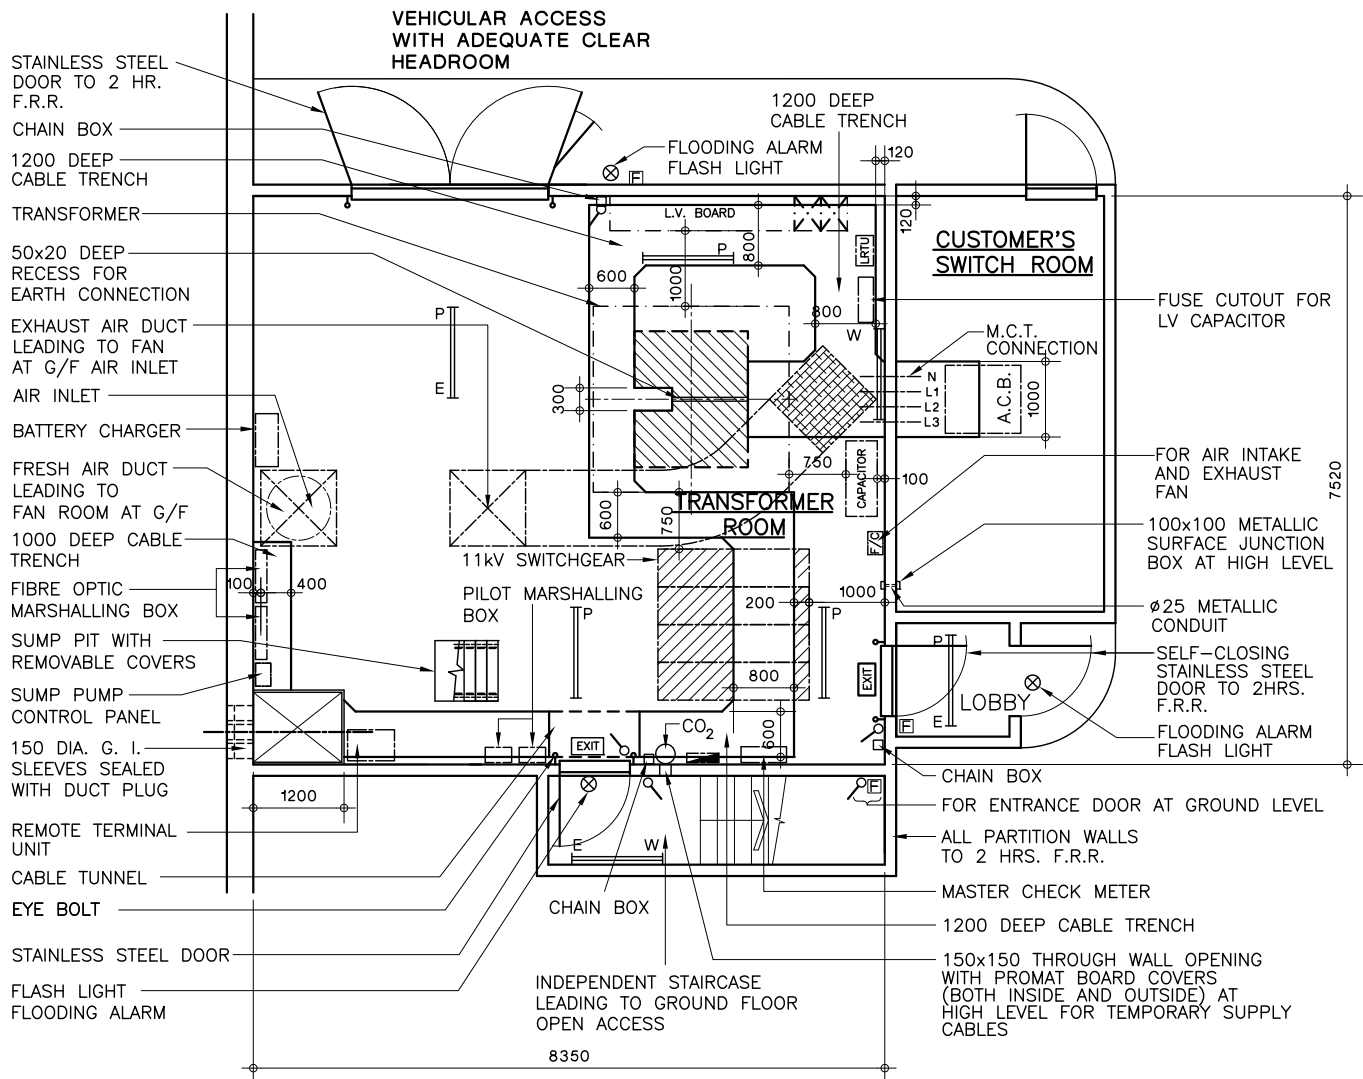 VEHICULAR ACCESS
WITH ADEQUATE CLEAR
HEADROOM
STAINLESS STEEL
DOOR TO 2 HR.
F.R.R.
CHAIN BOX
1200 DEEP
CABLE TRENCH
TRANSFORMER
50x20 DEEP
RECESS FOR
EARTH CONNECTION
EXHAUST AIR DUCT
LEADING TO FAN
AT G/F AIR INLET
AIR INLET
BATTERY CHARGER
FRESH AIR DUCT
LEADING TO
FAN ROOM AT G/F
1000 DEEP CABLE
TRENCH
FIBRE OPTIC
MARSHALLING BOX
SUMP PIT WITH
REMOVABLE COVERS
SUMP PUMP
CONTROL PANEL
150 DIA. G. I.
SLEEVES SEALED
WITH DUCT PLUG
REMOTE TERMINAL
UNIT
CABLE TUNNEL
EYE BOLT
STAINLESS STEEL DOOR
FLASH LIGHT
FLOODING ALARM
1200 DEEP
CABLE TRENCH
FLOODING ALARM
FLASH LIGHT
F
120
120
L.V. BOARD
P
800
1000
600
LRTU
800
W
CUSTOMER'S
SWITCH ROOM
FUSE CUTOUT FOR
LV CAPACITOR
M.C.T.
CONNECTION
N
L1
L2
L3
A.C.B.
1000
P
E
300
750
CAPACITOR
100
TRANSFORMER
ROOM
600
750
F/C
FOR AIR INTAKE
AND EXHAUST
FAN
7520
100x100 METALLIC
SURFACE JUNCTION
BOX AT HIGH LEVEL
ø25 METALLIC
CONDUIT
SELF-CLOSING
STAINLESS STEEL
DOOR TO 2HRS.
F.R.R.
FLOODING ALARM
FLASH LIGHT
11kV SWITCHGEAR
PILOT MARSHALLING
BOX
100
400
200
1000
P
P
E
800
EXIT
LOBBY
F
EXIT
CO2
600
CHAIN BOX
F
FOR ENTRANCE DOOR AT GROUND LEVEL
ALL PARTITION WALLS
TO 2 HRS. F.R.R.
MASTER CHECK METER
1200 DEEP CABLE TRENCH
150x150 THROUGH WALL OPENING
WITH PROMAT BOARD COVERS
(BOTH INSIDE AND OUTSIDE) AT
HIGH LEVEL FOR TEMPORARY SUPPLY
CABLES
1200
E
W
CHAIN BOX
INDEPENDENT STAIRCASE
LEADING TO GROUND FLOOR
OPEN ACCESS
8350